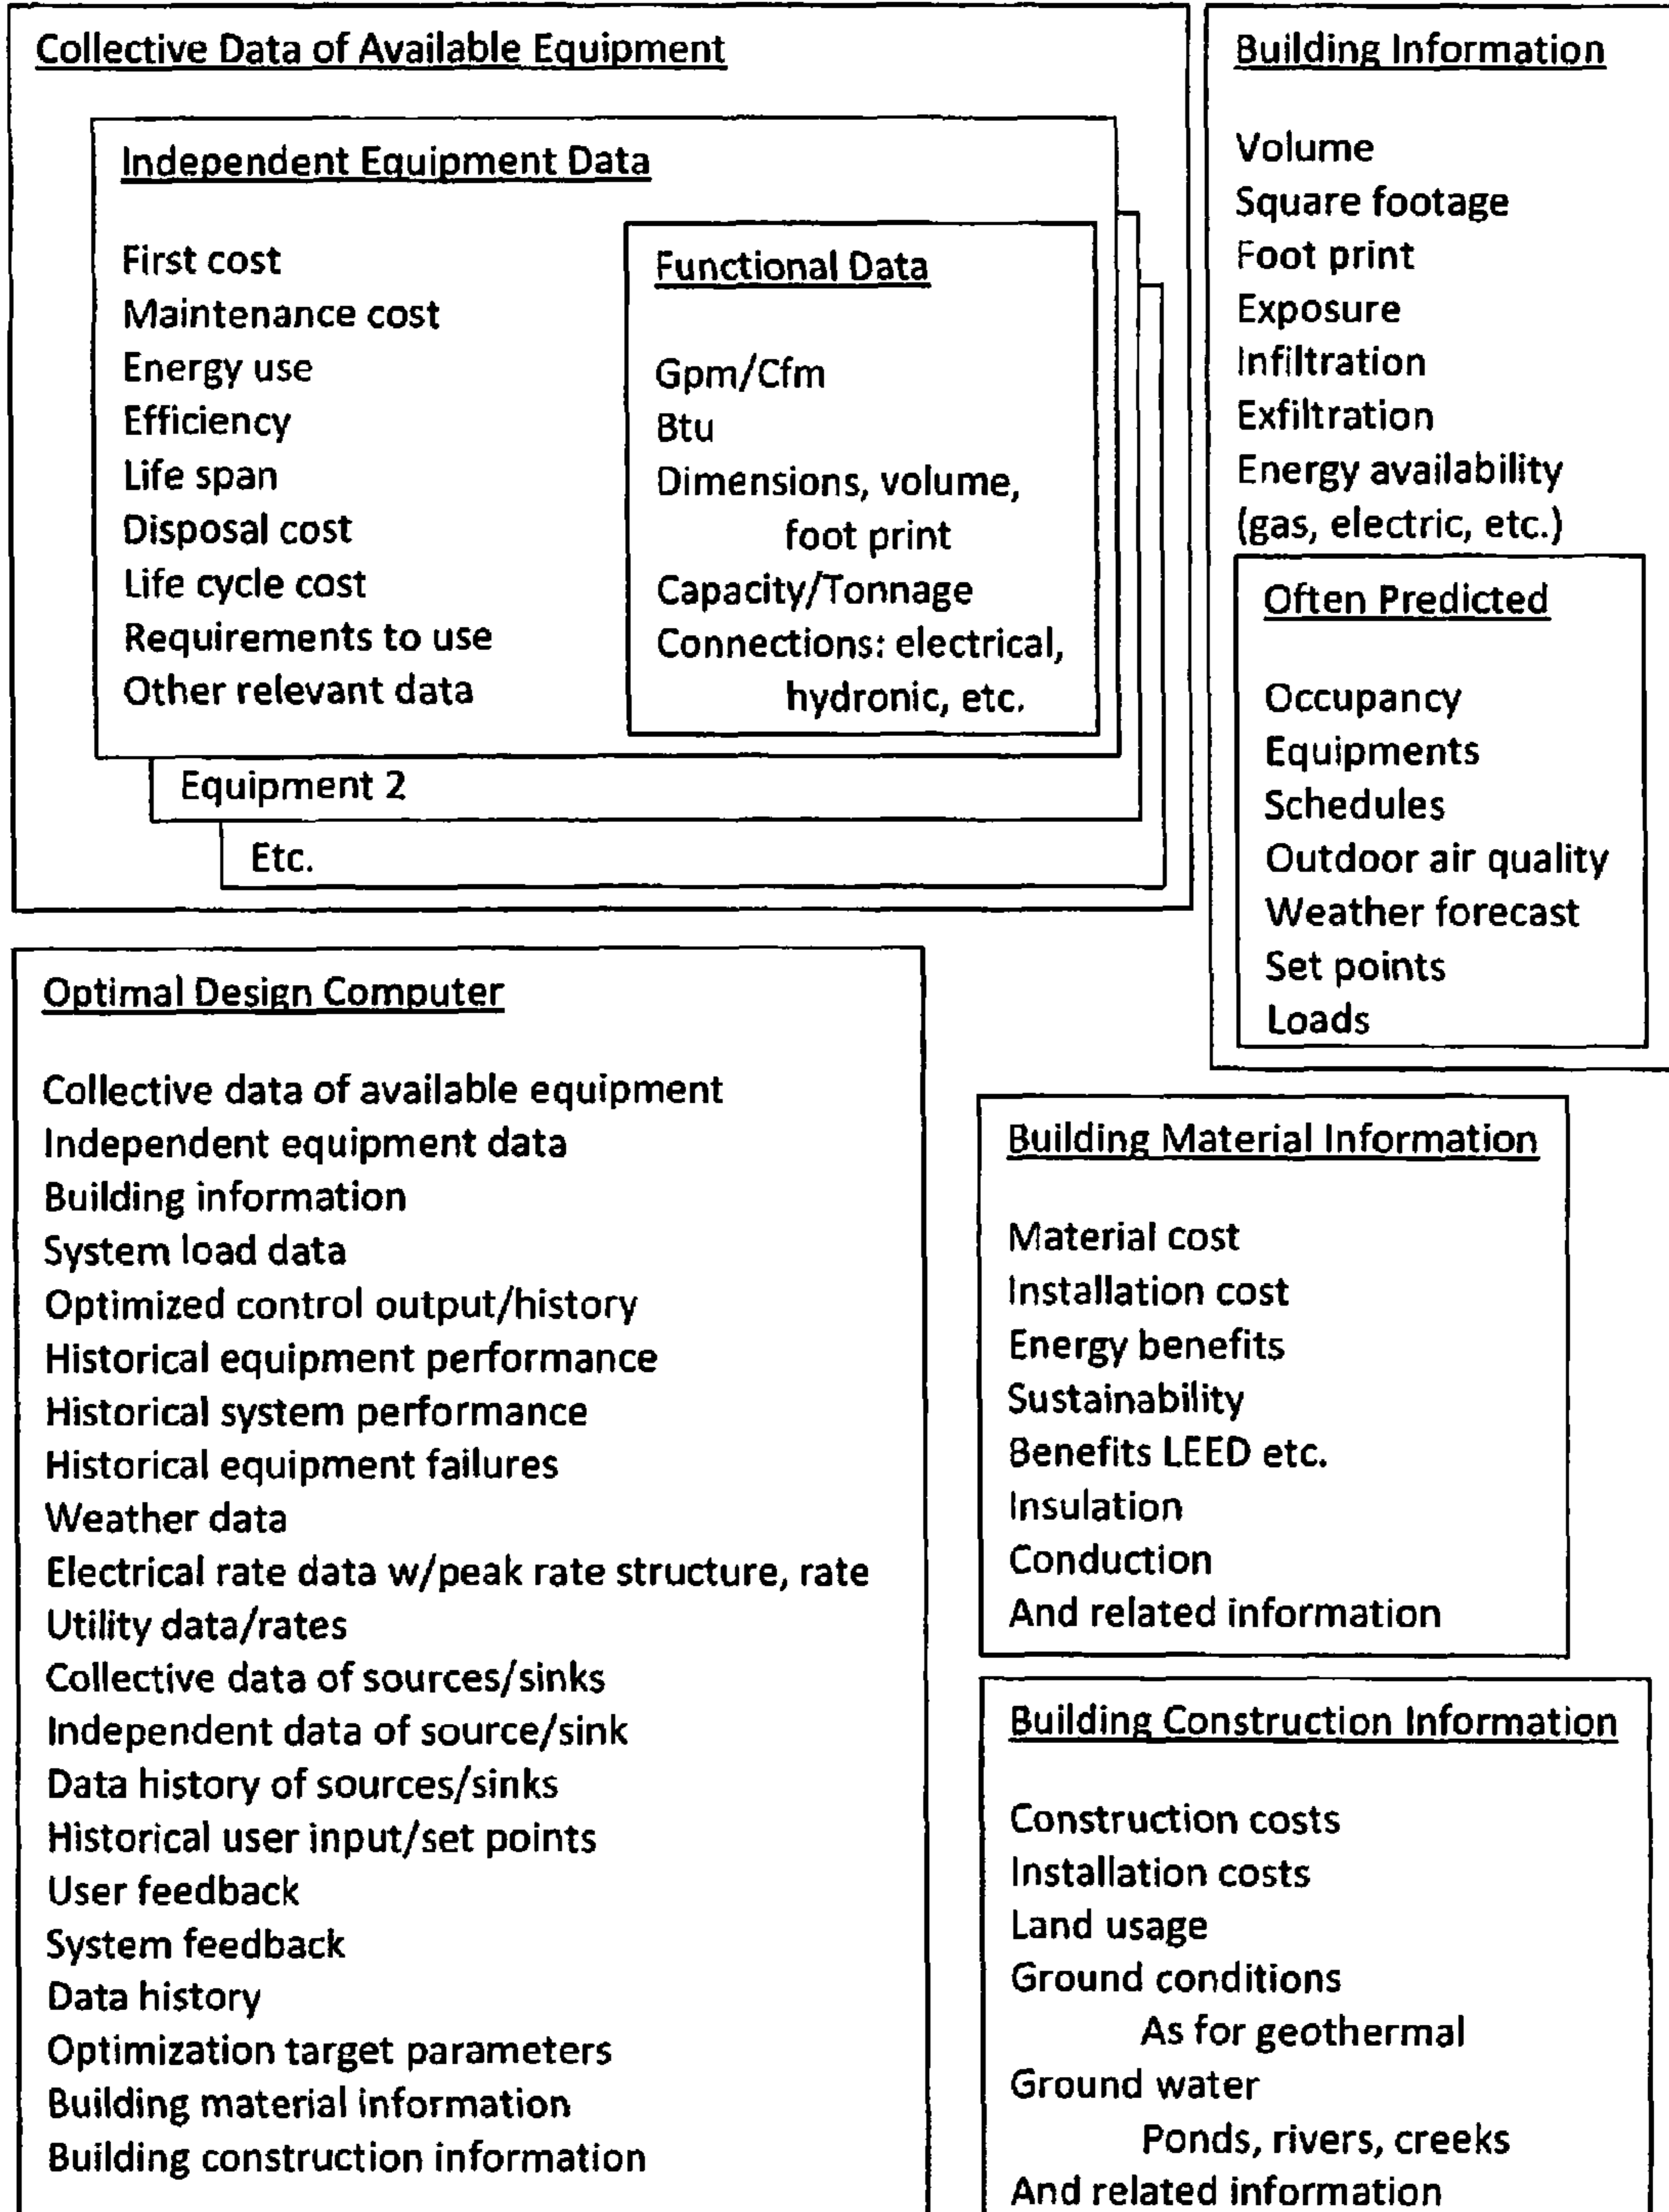 Collective Data of Available Equipment
Independent Equipment Data
First cost
Maintenance cost
Energy use
Efficiency
Life span
Disposal cost
Life cycle cost
Requirements to use
Other relevant data
Functional Data
Gpm/Cfm
Btu
Dimensions, volume,
foot print
Capacity/Tonnage
Connections: electrical,
hydronic, etc.
Equipment 2
Etc.
Building Information
Volume
Square footage
Foot print
Exposure
Infiltration
Exfiltration
Energy availability
(gas, electric, etc.)
Often Predicted
Occupancy
Equipments
Schedules
Outdoor air quality
Weather forecast
Set points
Loads
Optimal Design Computer
Collective data of available equipment
Independent equipment data
Building information
System load data
Optimized control output/history
Historical equipment performance
Historical system performance
Historical equipment failures
Weather data
Electrical rate data w/peak rate structure, rate
Utility data/rates
Collective data of sources/sinks
Independent data of source/sink
Data history of sources/sinks
Historical user input/set points
User feedback
System feedback
Data history
Optimization target parameters
Building material information
Building construction information
Building Material Information
Material cost
Installation cost
Energy benefits
Sustainability
Benefits LEED etc.
Insulation
Conduction
And related information
Building Construction Information
Construction costs
Installation costs
Land usage
Ground conditions
As for geothermal
Ground water
Ponds, rivers, creeks
And related information